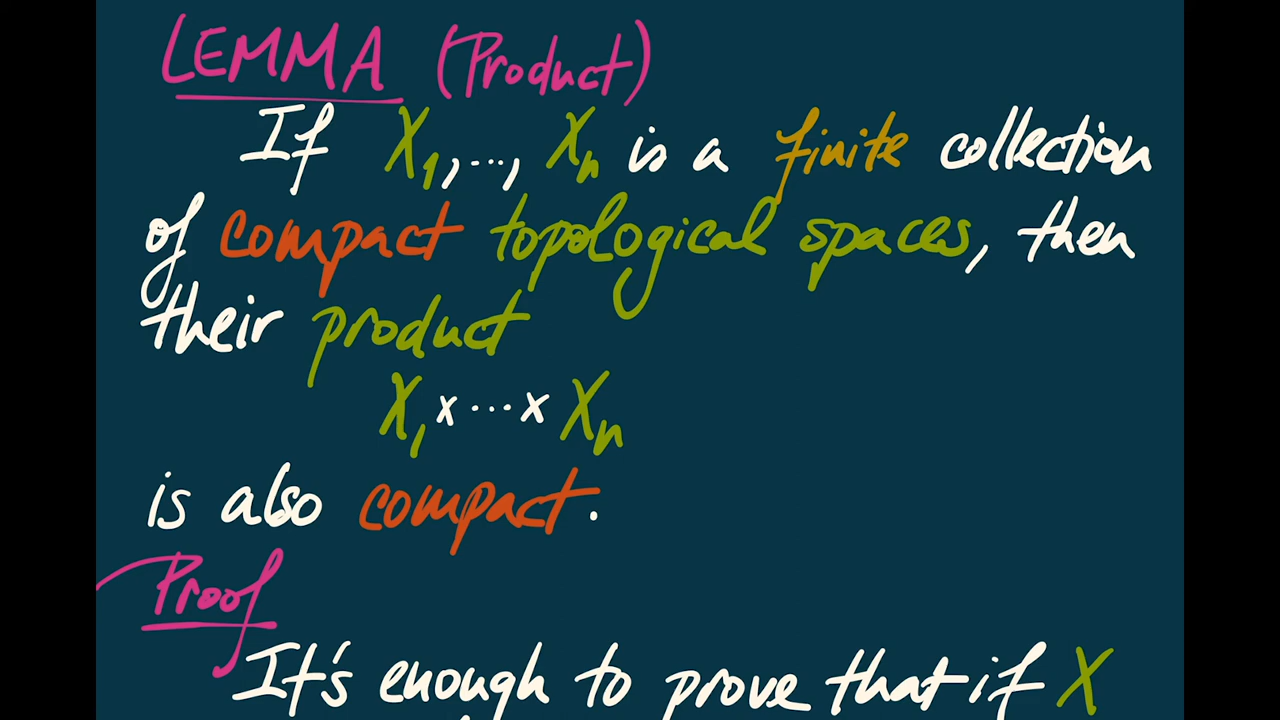 LEMMA (Product)
If X₁,..., Xₙ is a finite collection
of compact topological spaces, then
their product
X₁ × ··· × Xₙ
is also compact.
Proof
It's enough to prove that if X